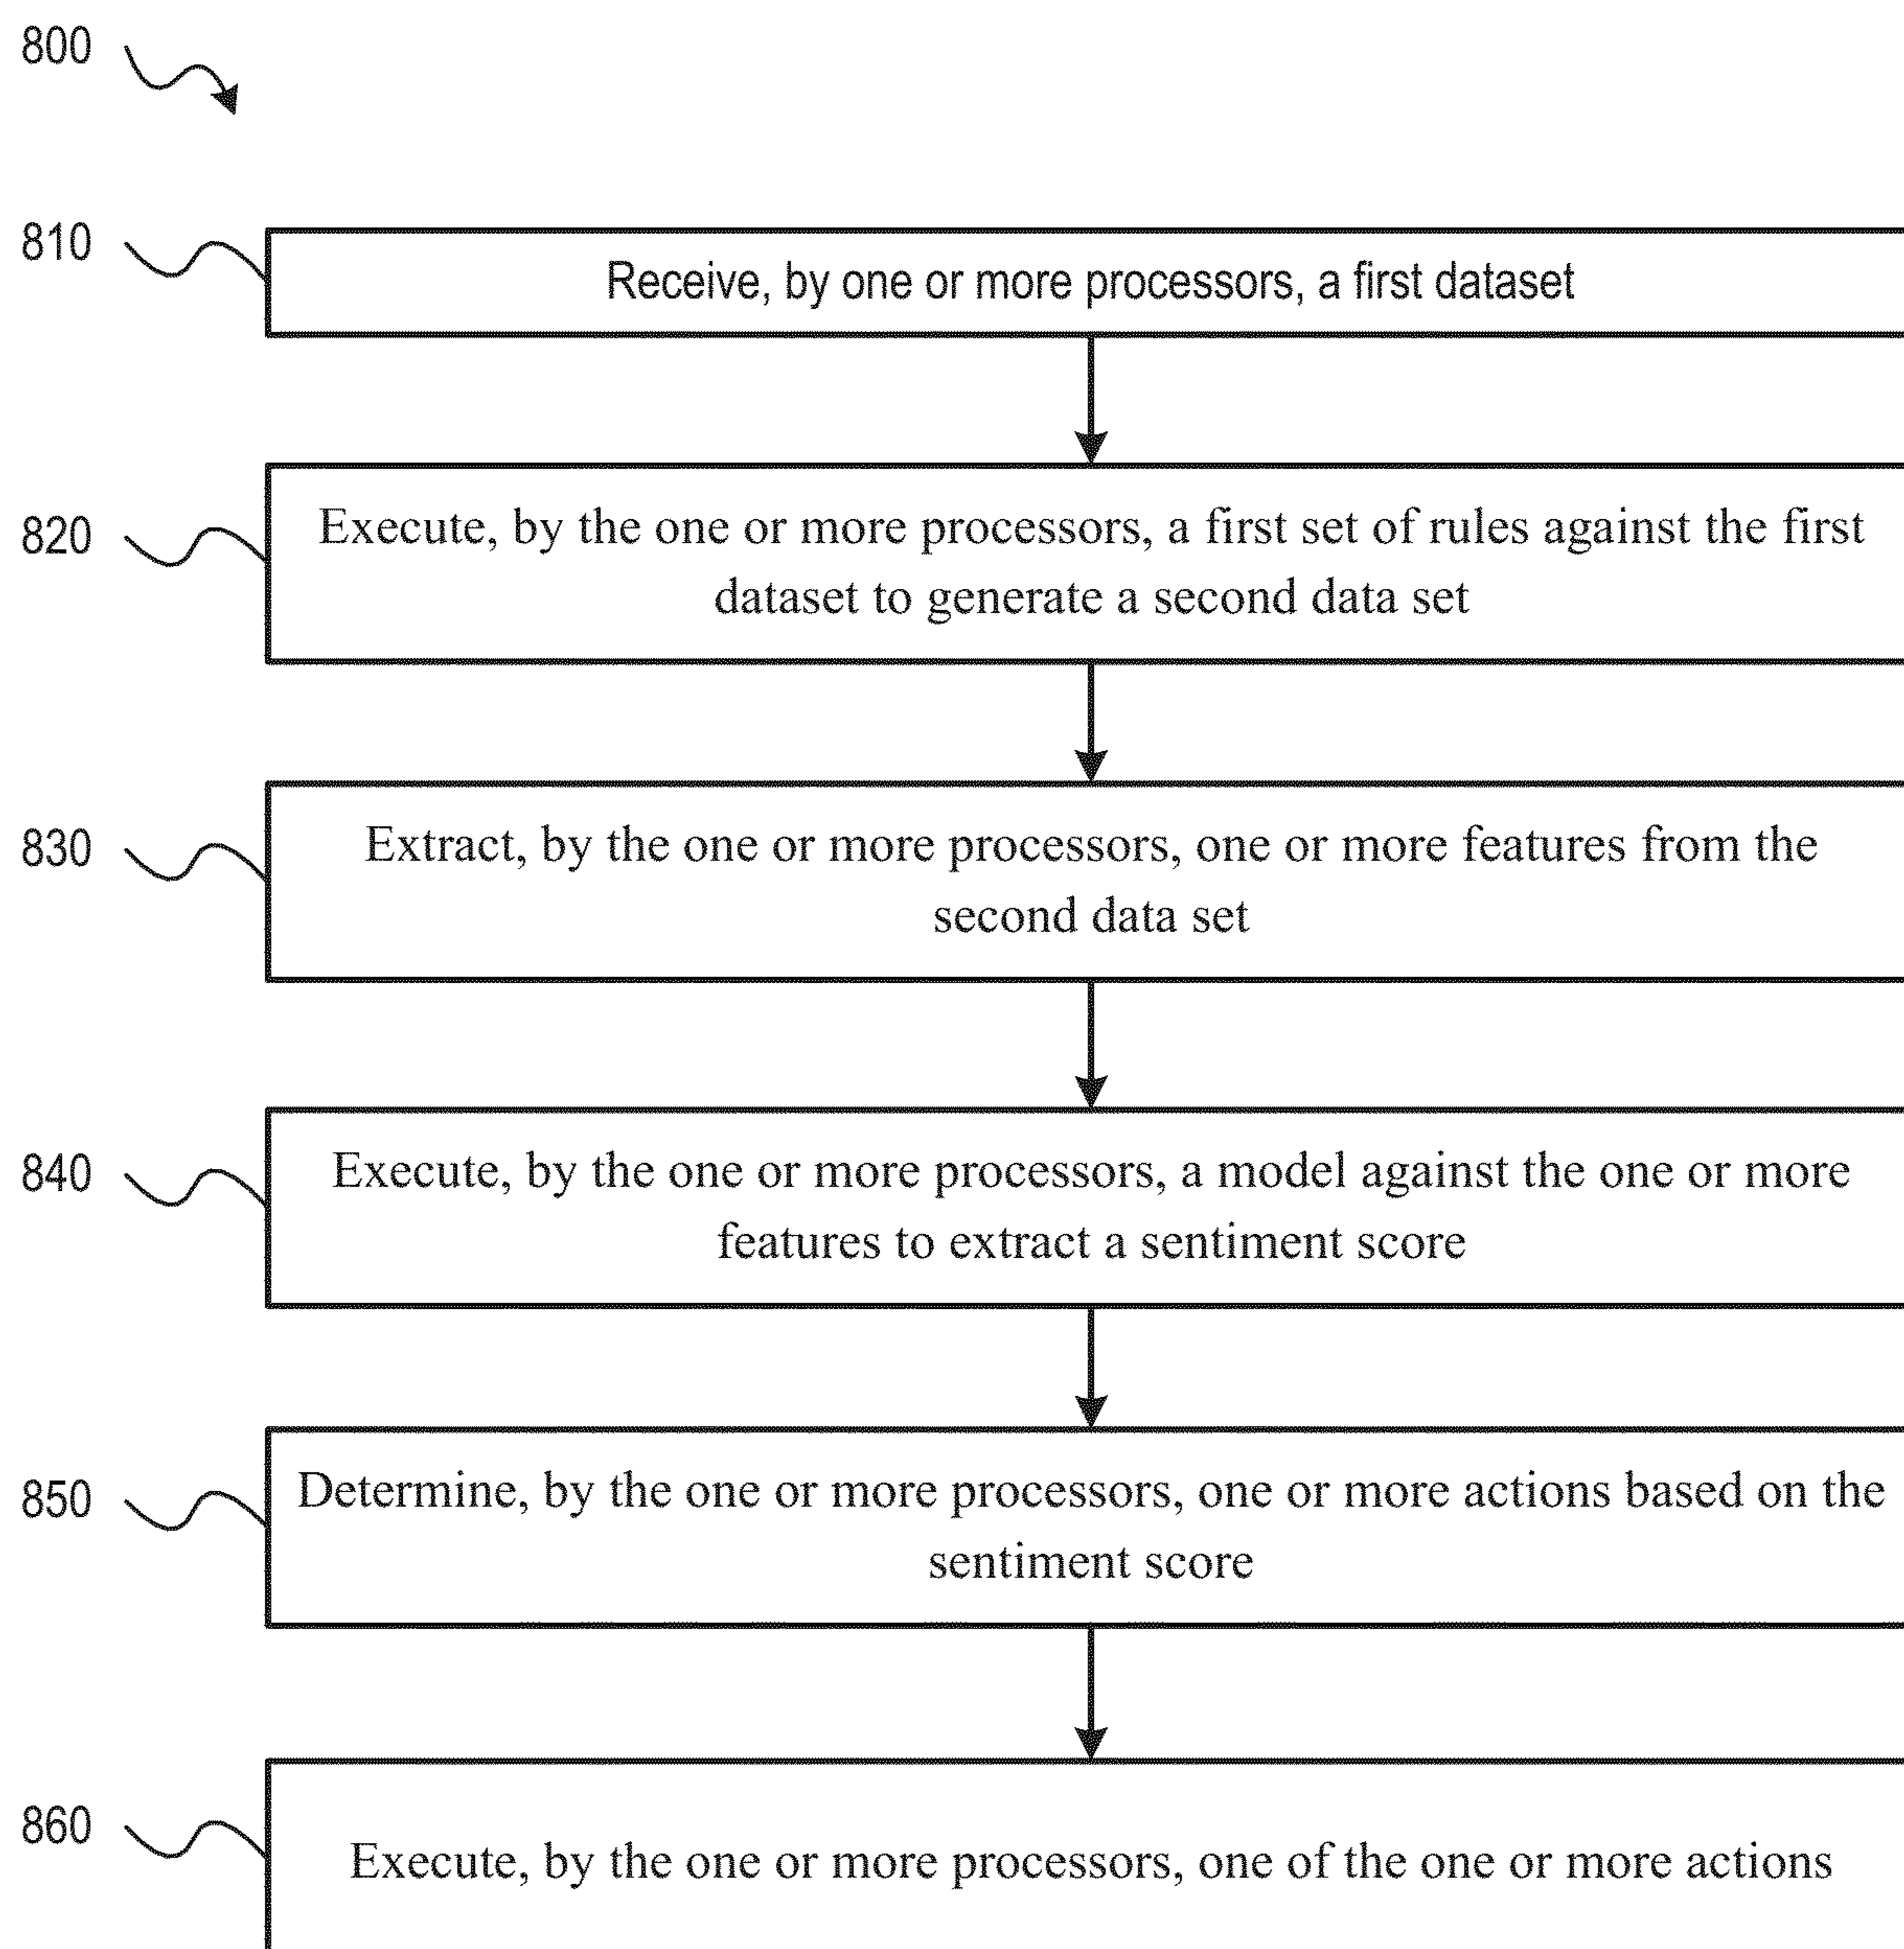 800
810
Receive, by one or more processors, a first dataset
820
Execute, by the one or more processors, a first set of rules against the first
dataset to generate a second data set
830
Extract, by the one or more processors, one or more features from the
second data set
840
Execute, by the one or more processors, a model against the one or more
features to extract a sentiment score
850
Determine, by the one or more processors, one or more actions based on the
sentiment score
860
Execute, by the one or more processors, one of the one or more actions